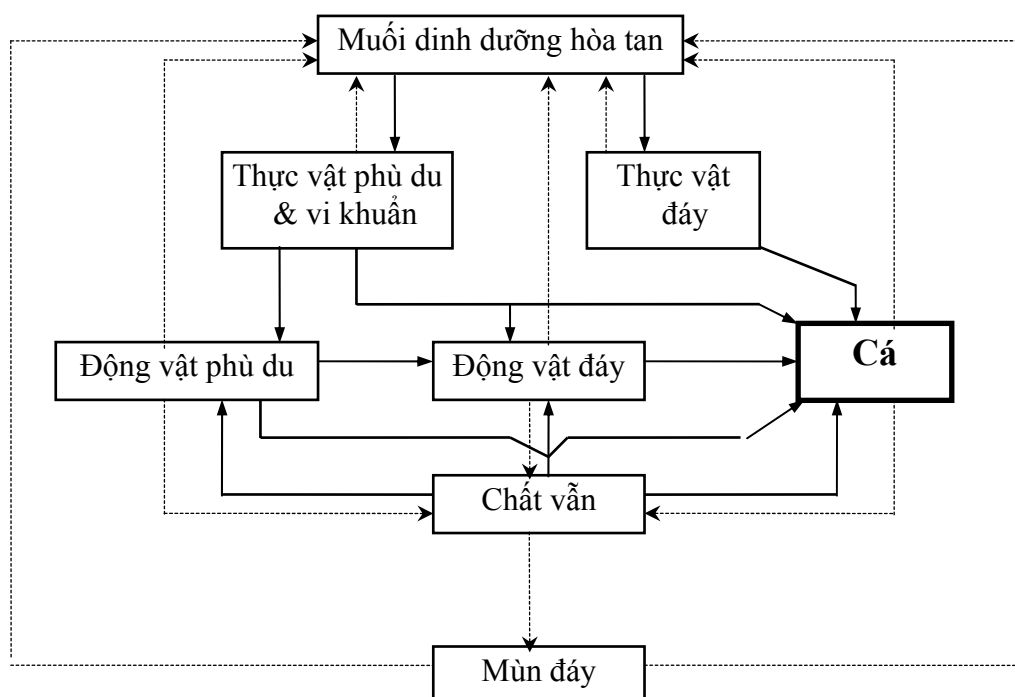 Muối dinh dưỡng hòa tan
Thực vật phù du
& vi khuẩn
Thực vật
đáy
Động vật phù du
Động vật đáy
Cá
Chất vẫn
Mùn đáy